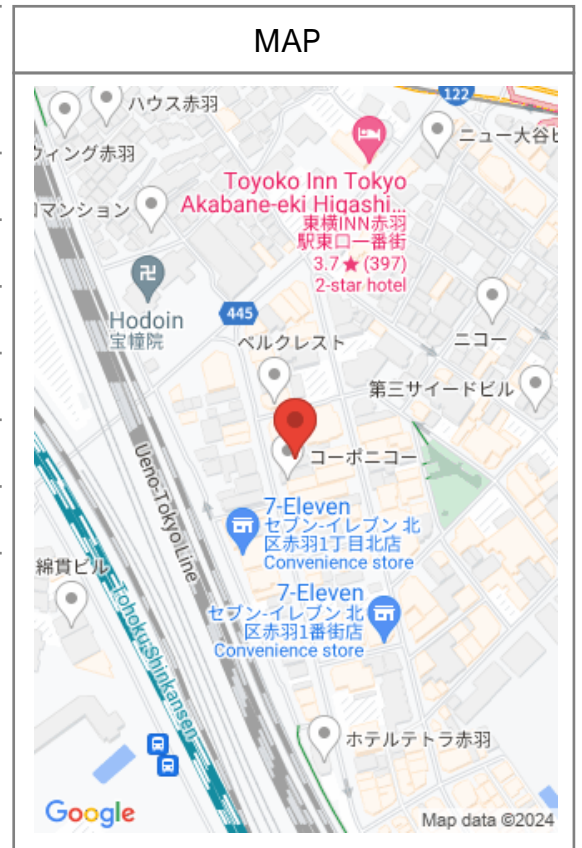 MAP
122
ハウス赤羽
ニュー大谷ビ
ウィング赤羽
Toyoko Inn Tokyo
Akabane-eki Higashi...
東横INN赤羽
駅東口一番街
3.7★(397)
2-star hotel
マンション
卍
Hodoin
宝幢院
445
ベルクレスト
ニコー
第三サイードビル
コーポニコー
Ueno-Tokyo Line
7-Eleven
セブン-イレブン 北
区赤羽1丁目北店
Convenience store
綿貫ビル
7-Eleven
セブン-イレブン 北
区赤羽1番街店
Convenience store
Tohoku Shinkansen
ホテルテトラ赤羽
Google
Map data ©2024